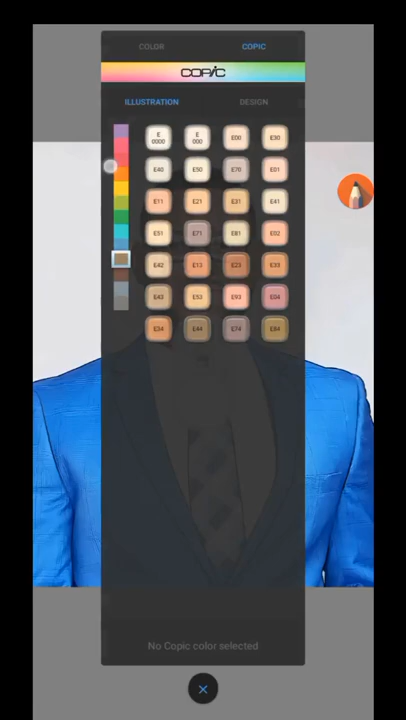 COLOR COPIC
COPIC
ILLUSTRATION DESIGN
E0000 E000 E00 E30
E40 E50 E70 E01
E11 E21 E31 E41
E51 E71 E81 E02
E42 E13 E23 E33
E43 E53 E93 E04
E34 E44 E74 E84
No Copic color selected